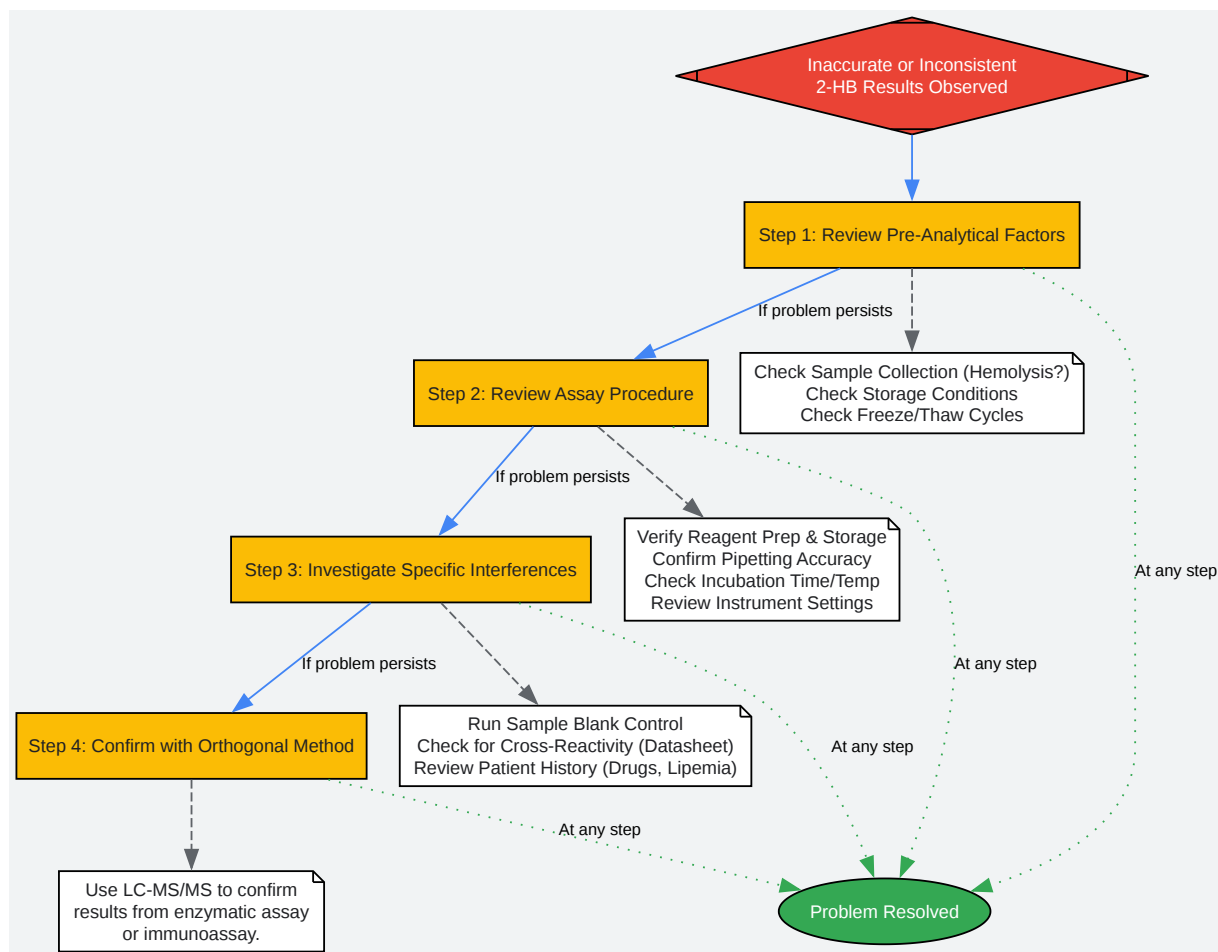 Inaccurate or Inconsistent
2-HB Results Observed
Step 1: Review Pre-Analytical Factors
If problem persists
Check Sample Collection (Hemolysis?)
Check Storage Conditions
Check Freeze/Thaw Cycles
Step 2: Review Assay Procedure
If problem persists
Verify Reagent Prep & Storage
Confirm Pipetting Accuracy
Check Incubation Time/Temp
Review Instrument Settings
At any step
Step 3: Investigate Specific Interferences
If problem persists
At any step
Run Sample Blank Control
Check for Cross-Reactivity (Datasheet)
Review Patient History (Drugs, Lipemia)
At any step
Step 4: Confirm with Orthogonal Method
At any step
Use LC-MS/MS to confirm
results from enzymatic assay
or immunoassay.
Problem Resolved